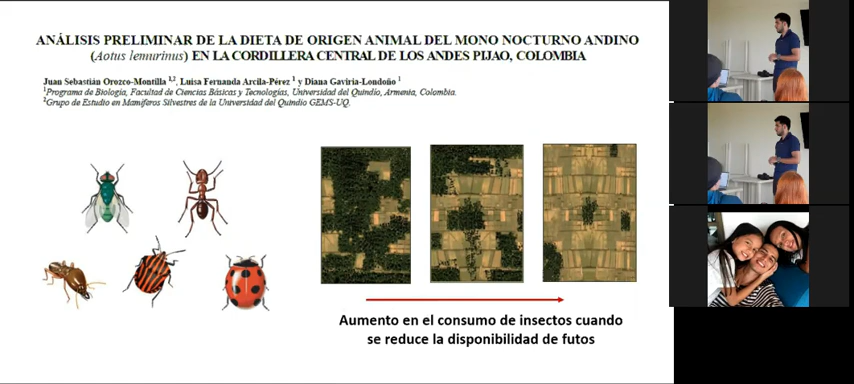 ANÁLISIS PRELIMINAR DE LA DIETA DE ORIGEN ANIMAL DEL MONO NOCTURNO ANDINO
(Aotus lemurinus) EN LA CORDILLERA CENTRAL DE LOS ANDES PIJAO, COLOMBIA
Juan Sebastián Orozco-Montilla 1,2, Luisa Fernanda Arcila-Pérez 1 y Diana Gaviria-Londoño 1
1Programa de Biología, Facultad de Ciencias Básicas y Tecnologías, Universidad del Quindío, Armenia, Colombia.
2Grupo de Estudio en Mamíferos Silvestres de la Universidad del Quindío GEMS-UQ.
Aumento en el consumo de insectos cuando
se reduce la disponibilidad de futos